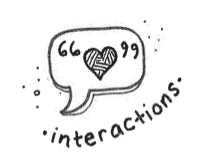 “ ”
·interactions·